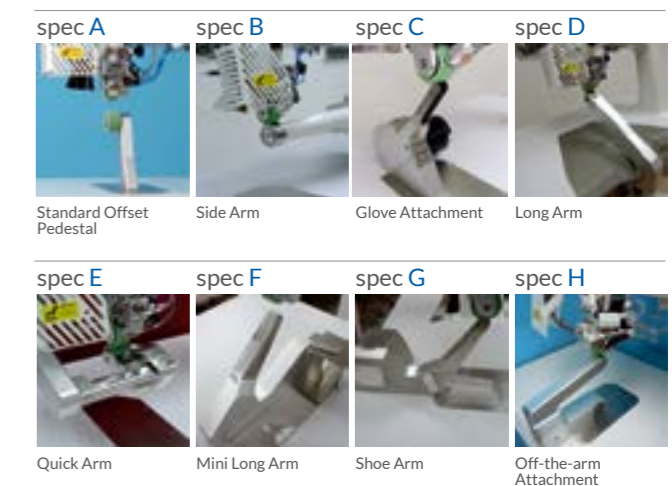 spec A
spec B
spec C
spec D
Standard Offset
Pedestal
Side Arm
Glove Attachment
Long Arm
spec E
spec F
spec G
spec H
Quick Arm
Mini Long Arm
Shoe Arm
Off-the-arm
Attachment